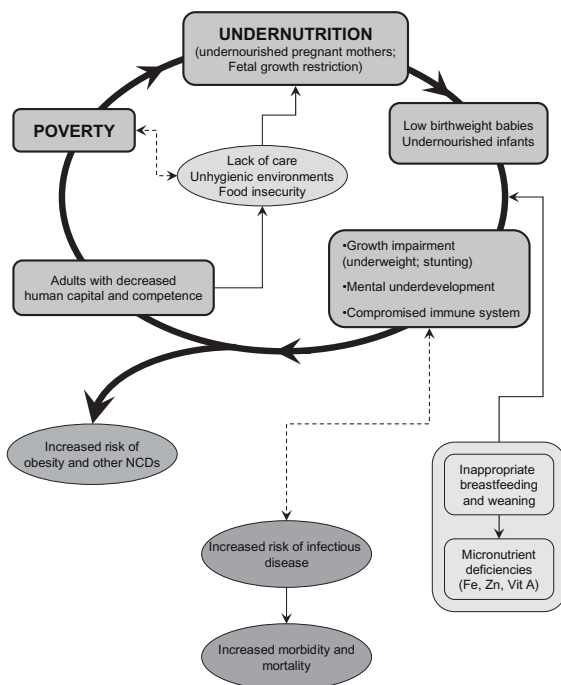 UNDERNUTRITION
(undernourished pregnant mothers;
Fetal growth restriction)
POVERTY
Low birthweight babies
Undernourished infants
Lack of care
Unhygienic environments
Food insecurity
•Growth impairment
(underweight; stunting)
•Mental underdevelopment
•Compromised immune system
Adults with decreased
human capital and competence
Increased risk of
obesity and other NCDs
Inappropriate
breastfeeding
and weaning
Micronutrient
deficiencies
(Fe, Zn, Vit A)
Increased risk of infectious
disease
Increased morbidity and
mortality